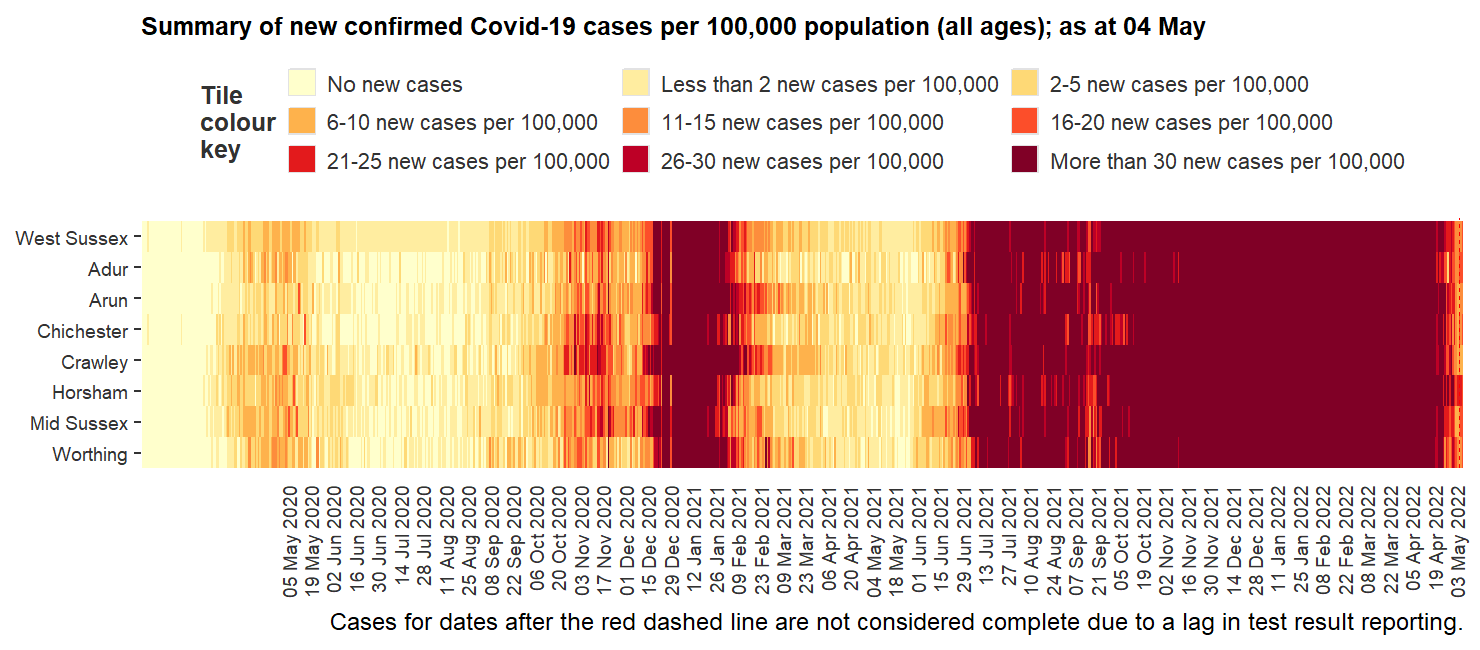 Summary of new confirmed Covid-19 cases per 100,000 population (all ages); as at 04 May
Tile
colour
key
No new cases
Less than 2 new cases per 100,000
2-5 new cases per 100,000
6-10 new cases per 100,000
11-15 new cases per 100,000
16-20 new cases per 100,000
21-25 new cases per 100,000
26-30 new cases per 100,000
More than 30 new cases per 100,000
West Sussex
Adur
Arun
Chichester
Crawley
Horsham
Mid Sussex
Worthing
05 May 2020
19 May 2020
02 Jun 2020
16 Jun 2020
30 Jun 2020
14 Jul 2020
28 Jul 2020
11 Aug 2020
25 Aug 2020
08 Sep 2020
22 Sep 2020
06 Oct 2020
20 Oct 2020
03 Nov 2020
17 Nov 2020
01 Dec 2020
15 Dec 2020
29 Dec 2020
12 Jan 2021
26 Jan 2021
09 Feb 2021
23 Feb 2021
09 Mar 2021
23 Mar 2021
06 Apr 2021
20 Apr 2021
04 May 2021
18 May 2021
01 Jun 2021
15 Jun 2021
29 Jun 2021
13 Jul 2021
27 Jul 2021
10 Aug 2021
24 Aug 2021
07 Sep 2021
21 Sep 2021
05 Oct 2021
19 Oct 2021
02 Nov 2021
16 Nov 2021
30 Nov 2021
14 Dec 2021
28 Dec 2021
11 Jan 2022
25 Jan 2022
08 Feb 2022
22 Feb 2022
08 Mar 2022
22 Mar 2022
05 Apr 2022
19 Apr 2022
03 May 2022
Cases for dates after the red dashed line are not considered complete due to a lag in test result reporting.